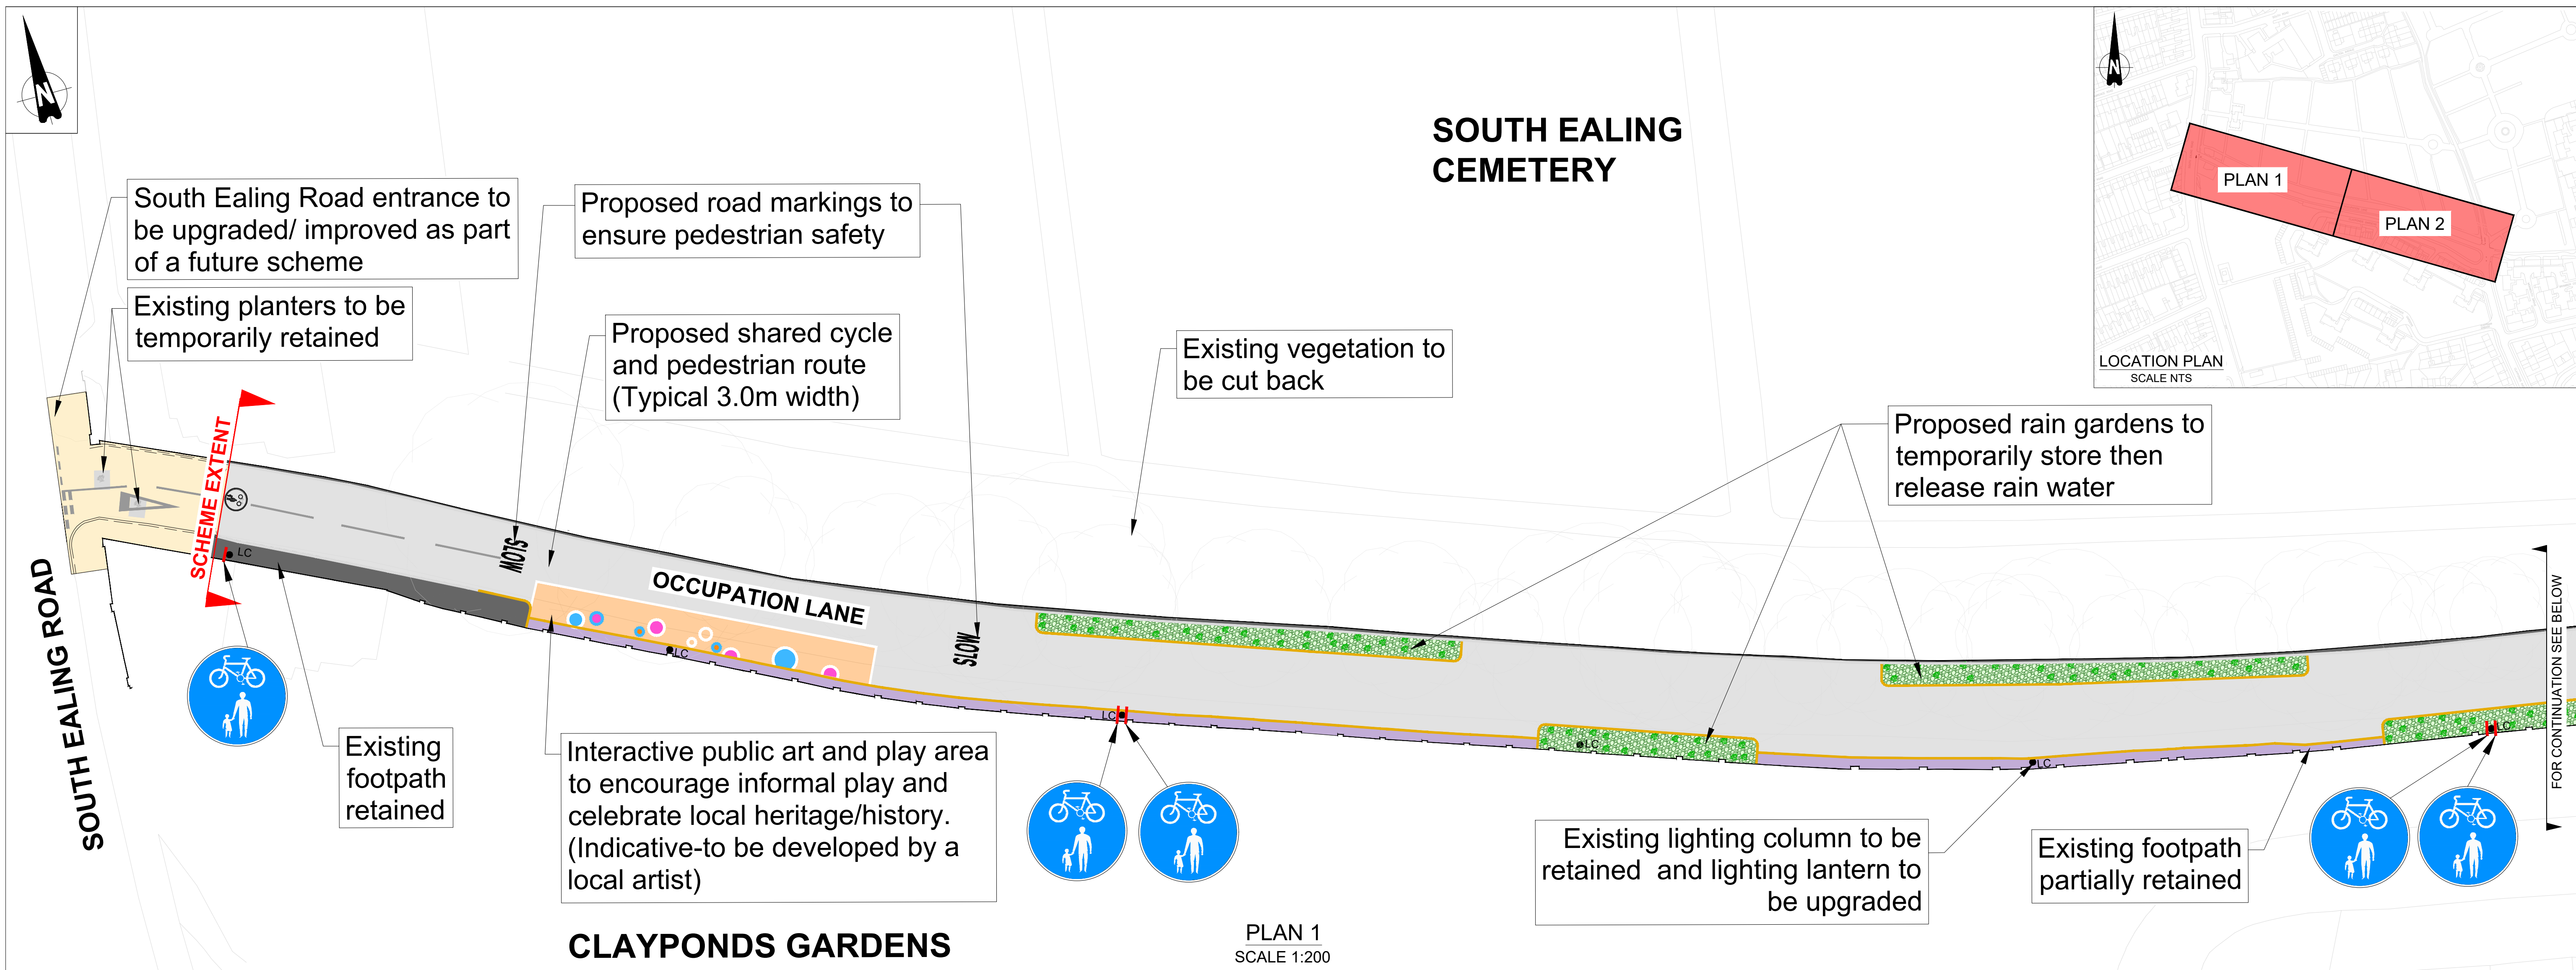 N
SOUTH EALING
CEMETERY
N
PLAN 1
PLAN 2
LOCATION PLAN
SCALE NTS
South Ealing Road entrance to
be upgraded/ improved as part
of a future scheme
Existing planters to be
temporarily retained
Proposed road markings to
ensure pedestrian safety
Proposed shared cycle
and pedestrian route
(Typical 3.0m width)
Existing vegetation to
be cut back
Proposed rain gardens to
temporarily store then
release rain water
SCHEME EXTENT
LC
SLOW
OCCUPATION LANE
LC
SLOW
LC
LC
LC
LC
FOR CONTINUATION SEE BELOW
SOUTH EALING ROAD
Existing
footpath
retained
Interactive public art and play area
to encourage informal play and
celebrate local heritage/history.
(Indicative-to be developed by a
local artist)
Existing lighting column to be
retained and lighting lantern to
be upgraded
Existing footpath
partially retained
CLAYPONDS GARDENS
PLAN 1
SCALE 1:200